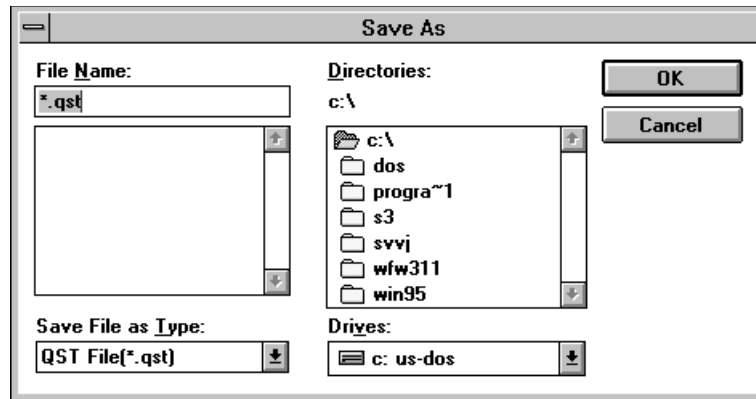 Save As
File Name:
*.qst
Directories:
c:\
c:\
dos
progra~1
s3
svvj
wfw311
win95
OK
Cancel
Save File as Type:
QST File(*.qst)
Drives:
c: us-dos